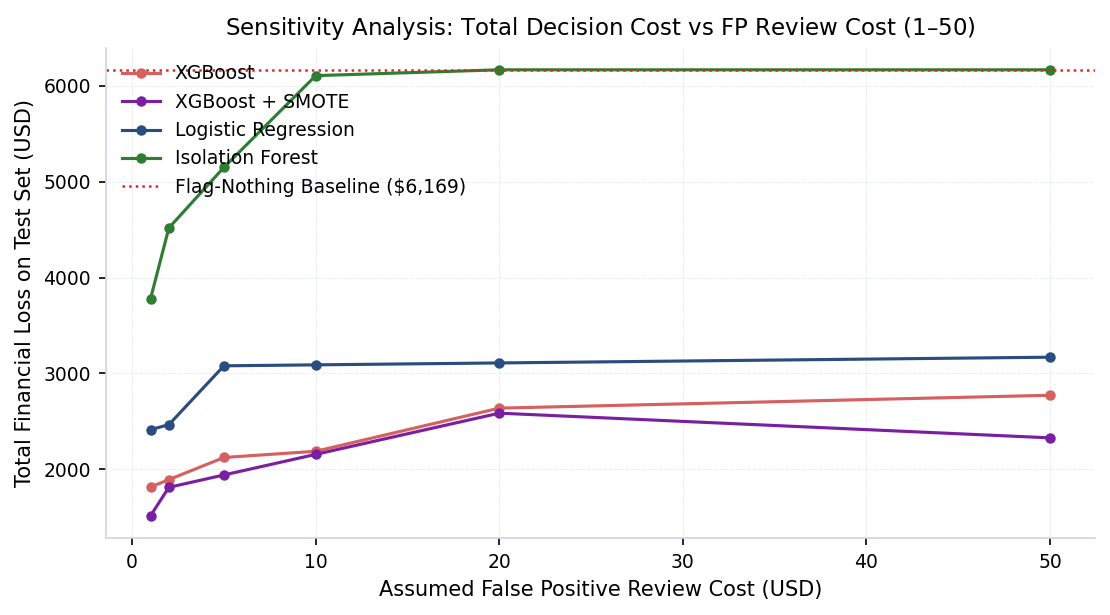 Sensitivity Analysis: Total Decision Cost vs FP Review Cost (1–50)
Total Financial Loss on Test Set (USD)
6000
5000
4000
3000
2000
XGBoost
XGBoost + SMOTE
Logistic Regression
Isolation Forest
Flag-Nothing Baseline ($6,169)
0
10
20
30
40
50
Assumed False Positive Review Cost (USD)